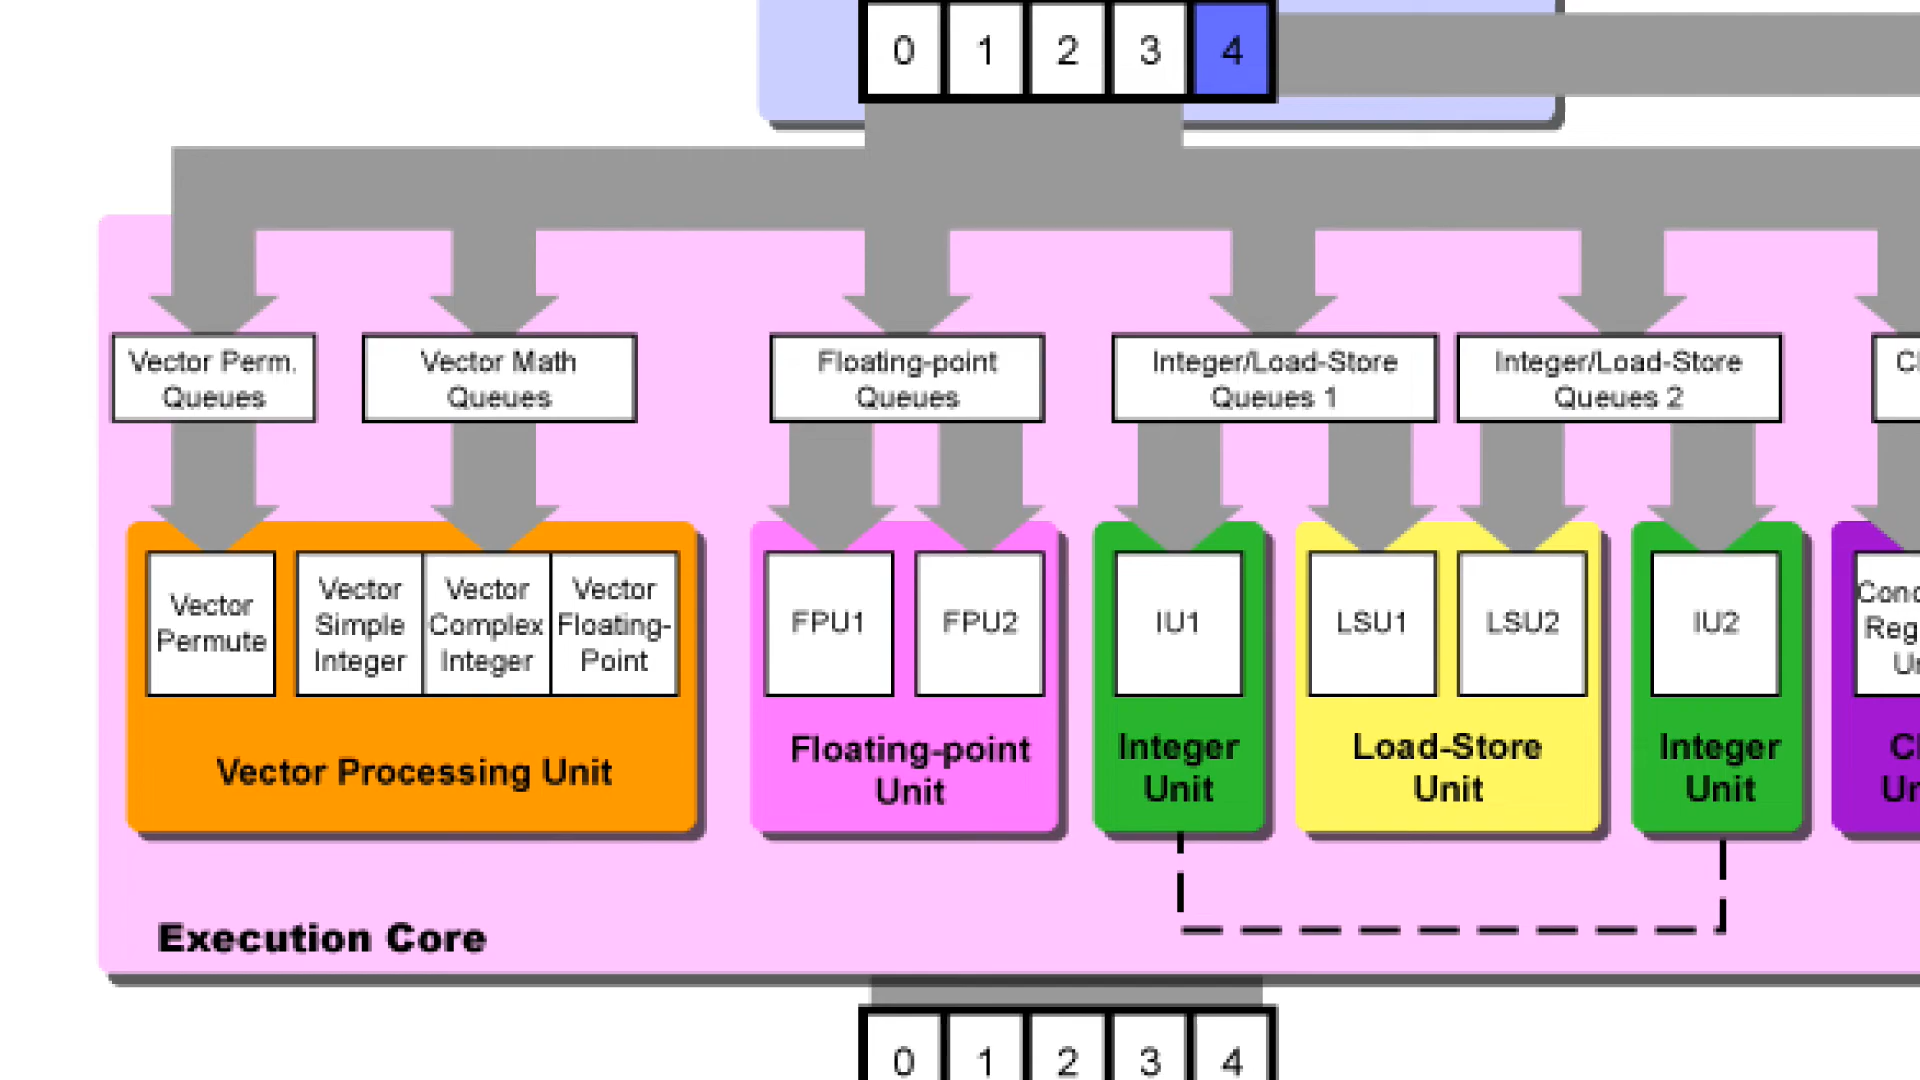 0 1 2 3 4
Vector Perm.
Queues
Vector Math
Queues
Floating-point
Queues
Integer/Load-Store
Queues 1
Integer/Load-Store
Queues 2
Vector
Permute
Vector
Simple
Integer
Vector
Complex
Integer
Vector
Floating-
Point
FPU1
FPU2
IU1
LSU1
LSU2
IU2
Vector Processing Unit
Floating-point
Unit
Integer
Unit
Load-Store
Unit
Integer
Unit
Execution Core
0 1 2 3 4